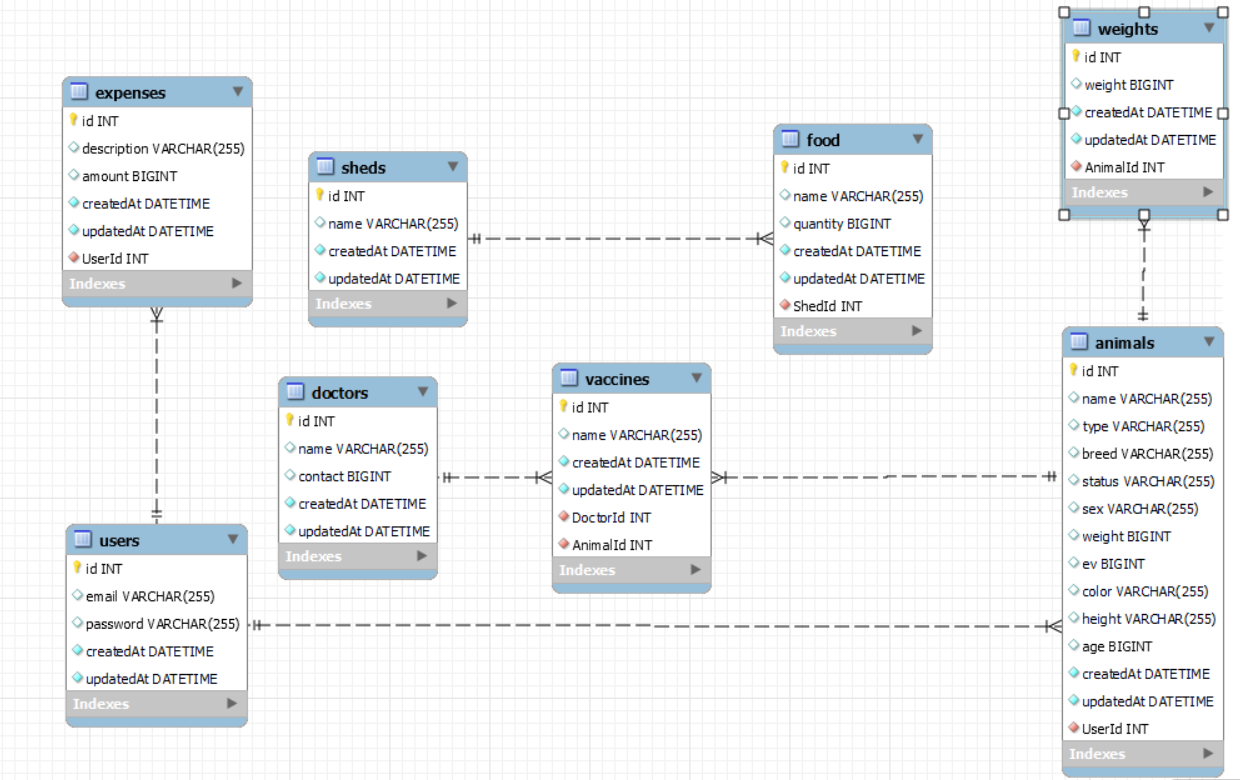 expenses
id INT
description VARCHAR(255)
amount BIGINT
createdAt DATETIME
updatedAt DATETIME
UserId INT
Indexes
sheds
id INT
name VARCHAR(255)
createdAt DATETIME
updatedAt DATETIME
Indexes
food
id INT
name VARCHAR(255)
quantity BIGINT
createdAt DATETIME
updatedAt DATETIME
ShedId INT
Indexes
weights
id INT
weight BIGINT
createdAt DATETIME
updatedAt DATETIME
AnimalId INT
Indexes
doctors
id INT
name VARCHAR(255)
contact BIGINT
createdAt DATETIME
updatedAt DATETIME
Indexes
vaccines
id INT
name VARCHAR(255)
createdAt DATETIME
updatedAt DATETIME
DoctorId INT
AnimalId INT
Indexes
animals
id INT
name VARCHAR(255)
type VARCHAR(255)
breed VARCHAR(255)
status VARCHAR(255)
sex VARCHAR(255)
weight BIGINT
ev BIGINT
color VARCHAR(255)
height VARCHAR(255)
age BIGINT
createdAt DATETIME
updatedAt DATETIME
UserId INT
Indexes
users
id INT
email VARCHAR(255)
password VARCHAR(255)
createdAt DATETIME
updatedAt DATETIME
Indexes